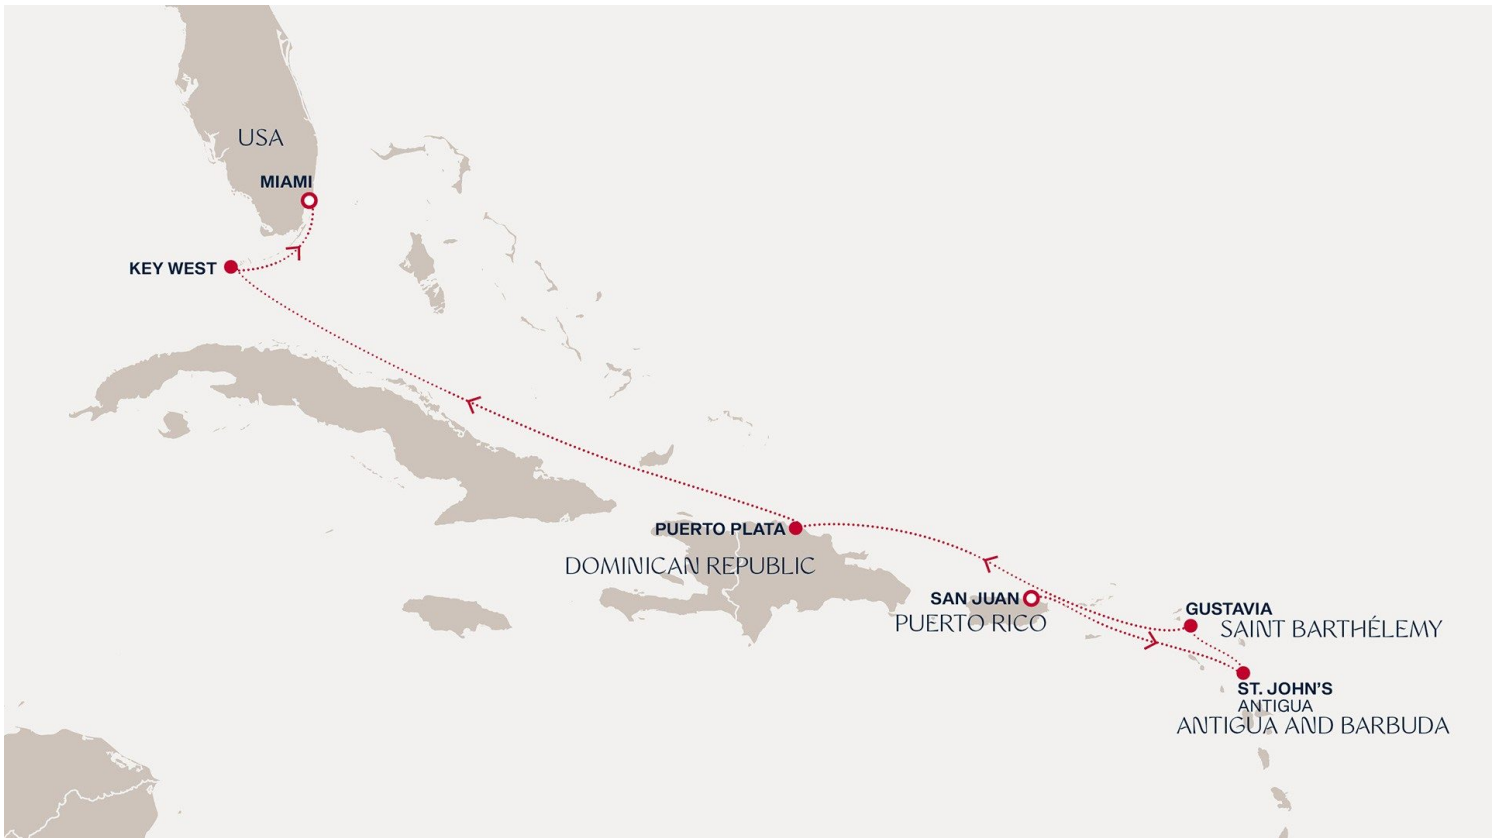 USA
MIAMI
KEY WEST
PUERTO PLATA
DOMINICAN REPUBLIC
SAN JUAN
PUERTO RICO
GUSTAVIA
SAINT BARTHÉLEMY
ST. JOHN'S
ANTIGUA
ANTIGUA AND BARBUDA